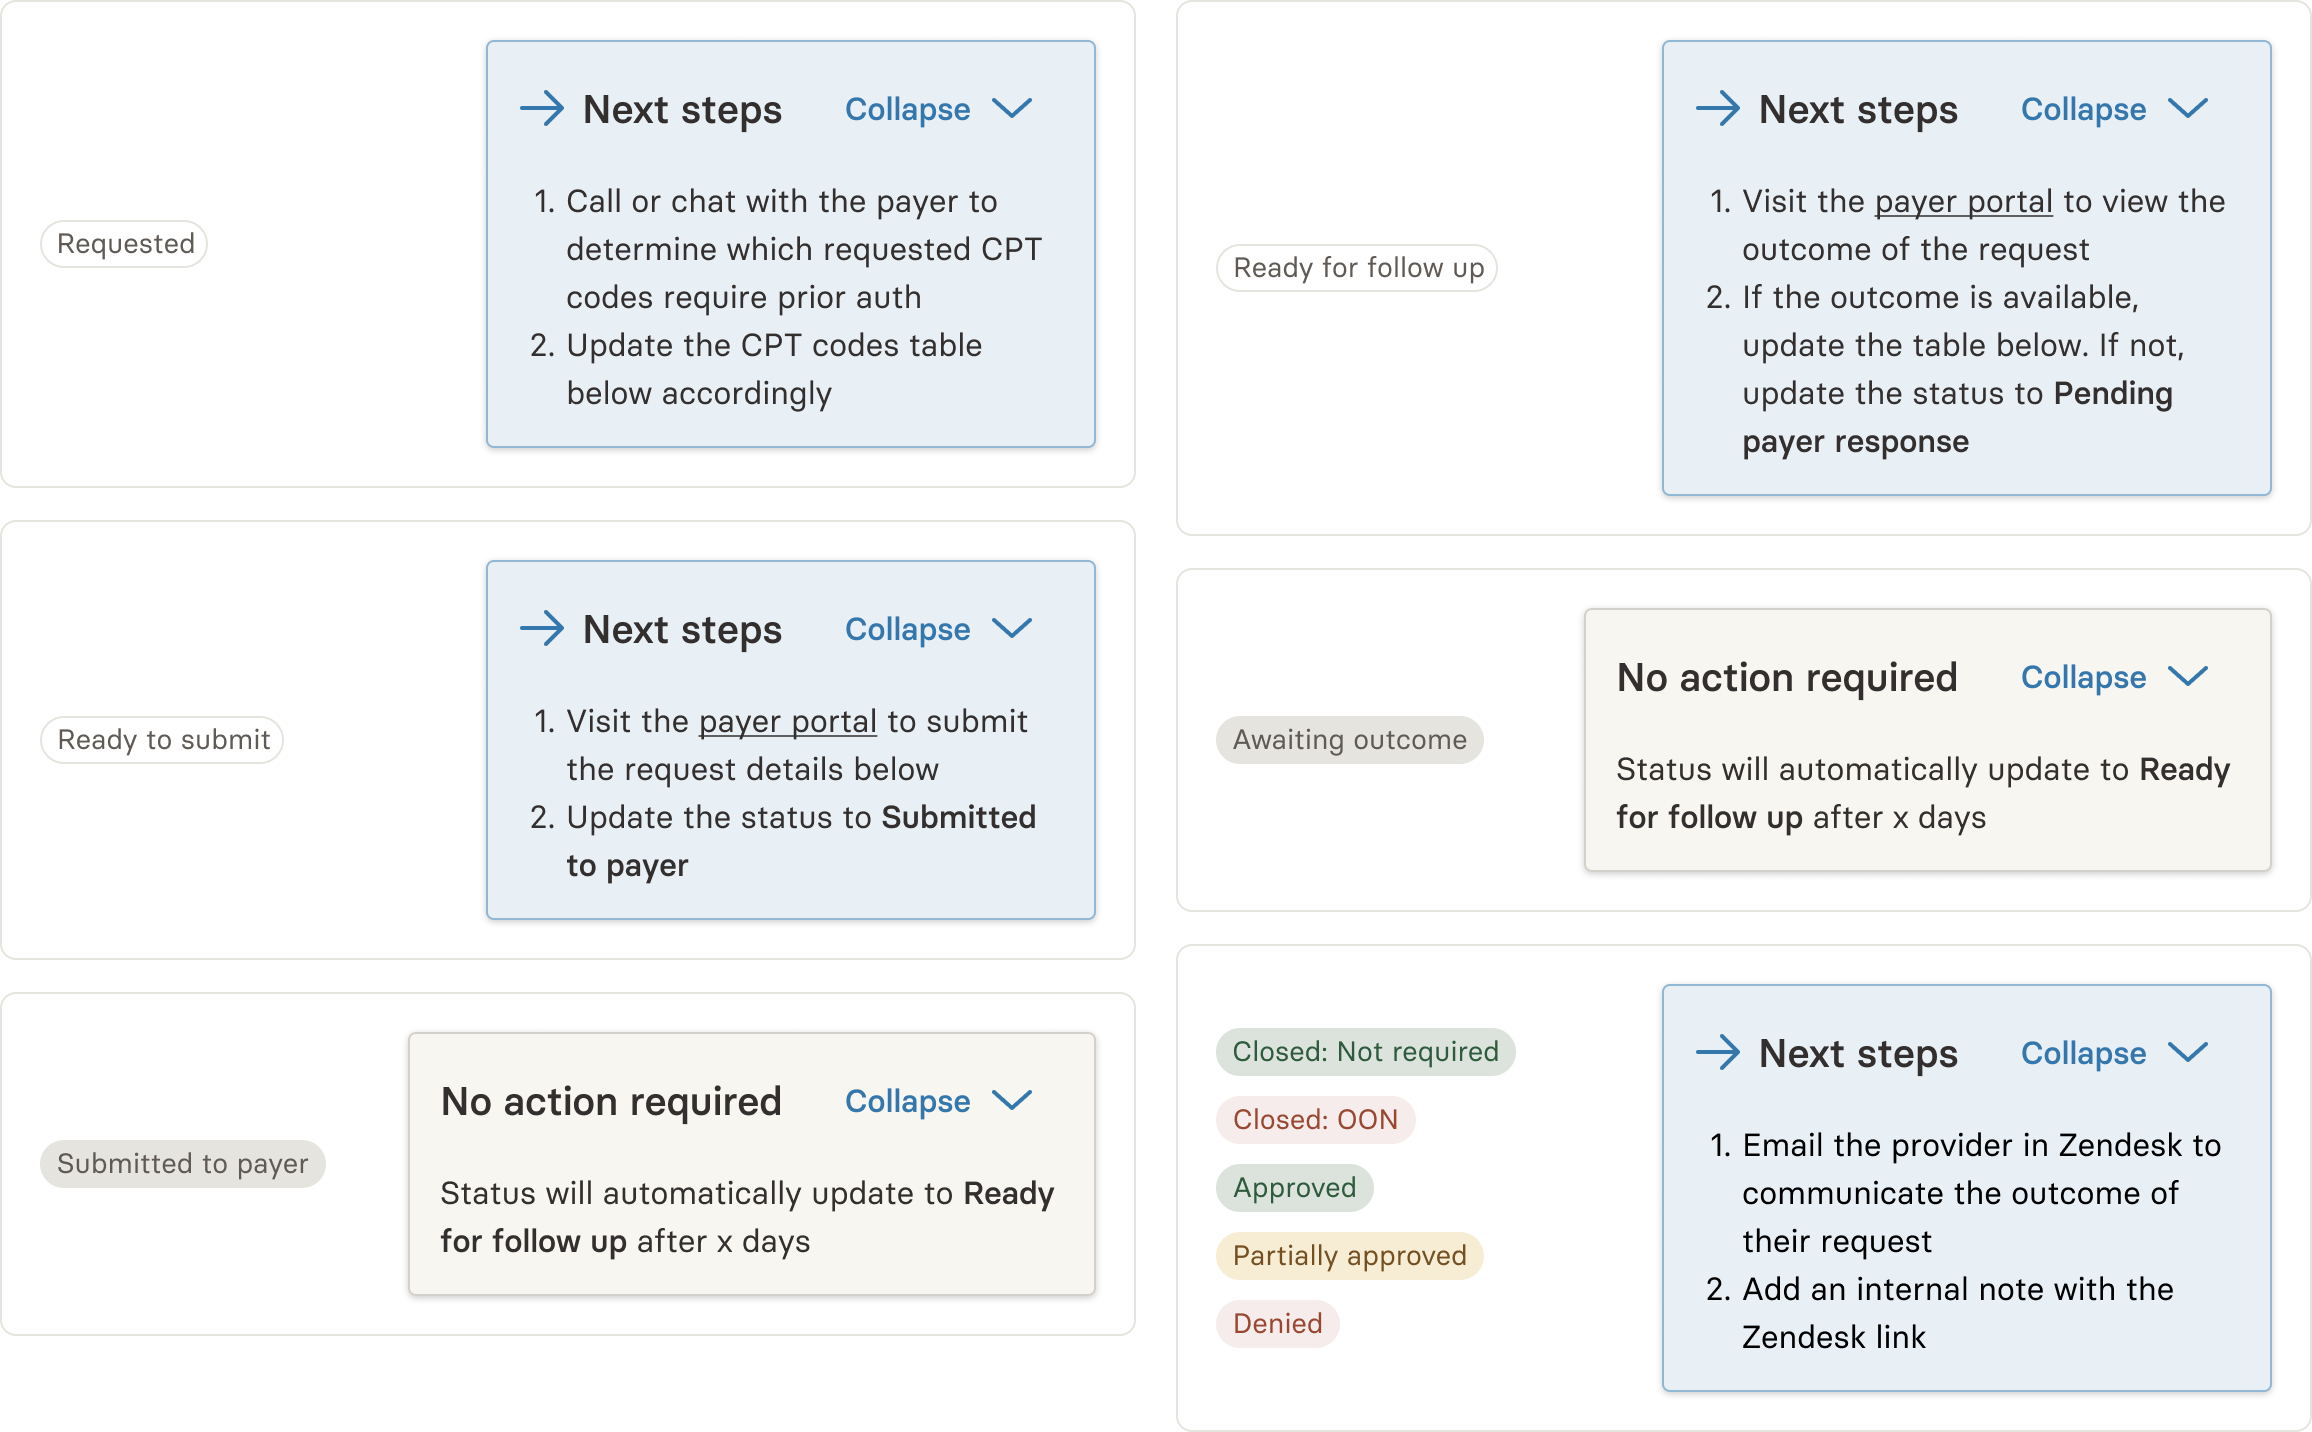 Requested
Next steps
Collapse
1. Call or chat with the payer to
determine which requested CPT
codes require prior auth
2. Update the CPT codes table
below accordingly
Ready to submit
Next steps
Collapse
1. Visit the payer portal to submit
the request details below
2. Update the status to Submitted
to payer
Submitted to payer
No action required
Collapse
Status will automatically update to Ready
for follow up after x days
Ready for follow up
Next steps
Collapse
1. Visit the payer portal to view the
outcome of the request
2. If the outcome is available,
update the table below. If not,
update the status to Pending
payer response
Awaiting outcome
No action required
Collapse
Status will automatically update to Ready
for follow up after x days
Closed: Not required
Closed: OON
Approved
Partially approved
Denied
Next steps
Collapse
1. Email the provider in Zendesk to
communicate the outcome of
their request
2. Add an internal note with the
Zendesk link